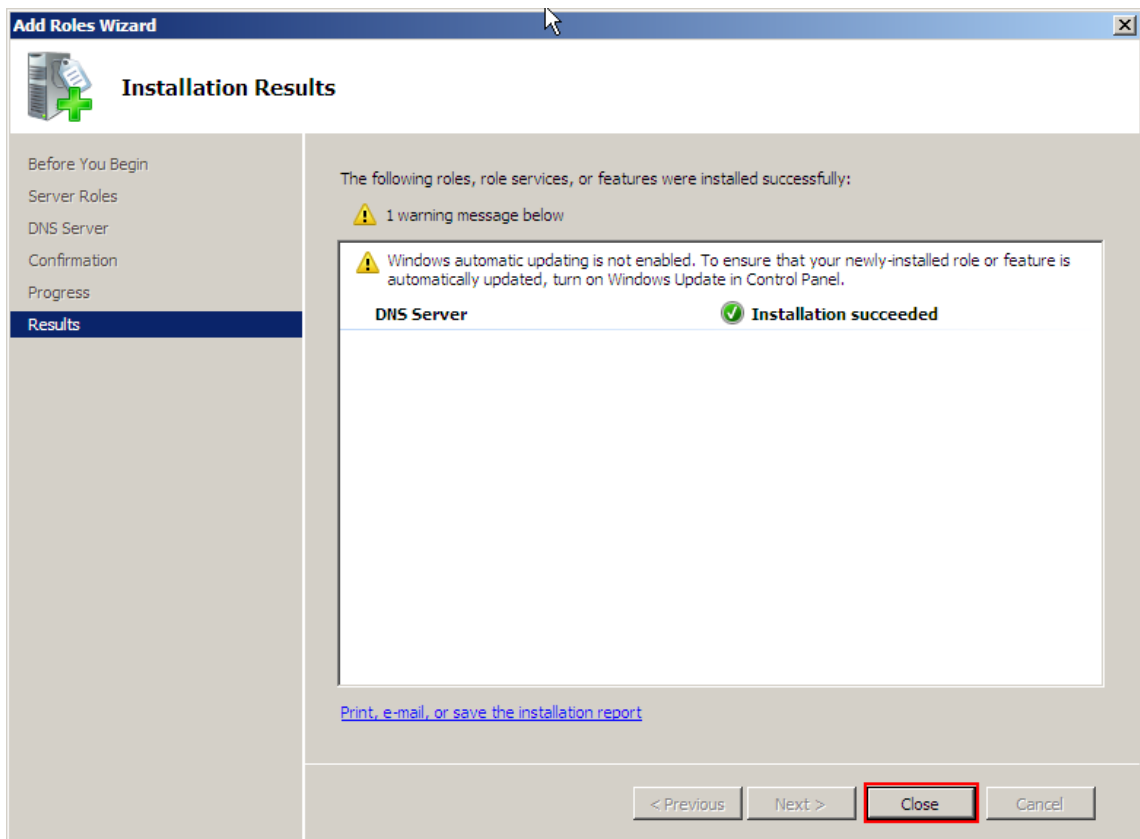 Add Roles Wizard
Installation Results
Before You Begin
Server Roles
DNS Server
Confirmation
Progress
Results
The following roles, role services, or features were installed successfully:
1 warning message below
Windows automatic updating is not enabled. To ensure that your newly-installed role or feature is
automatically updated, turn on Windows Update in Control Panel.
DNS Server Installation succeeded
Print, e-mail, or save the installation report
< Previous Next > Close Cancel